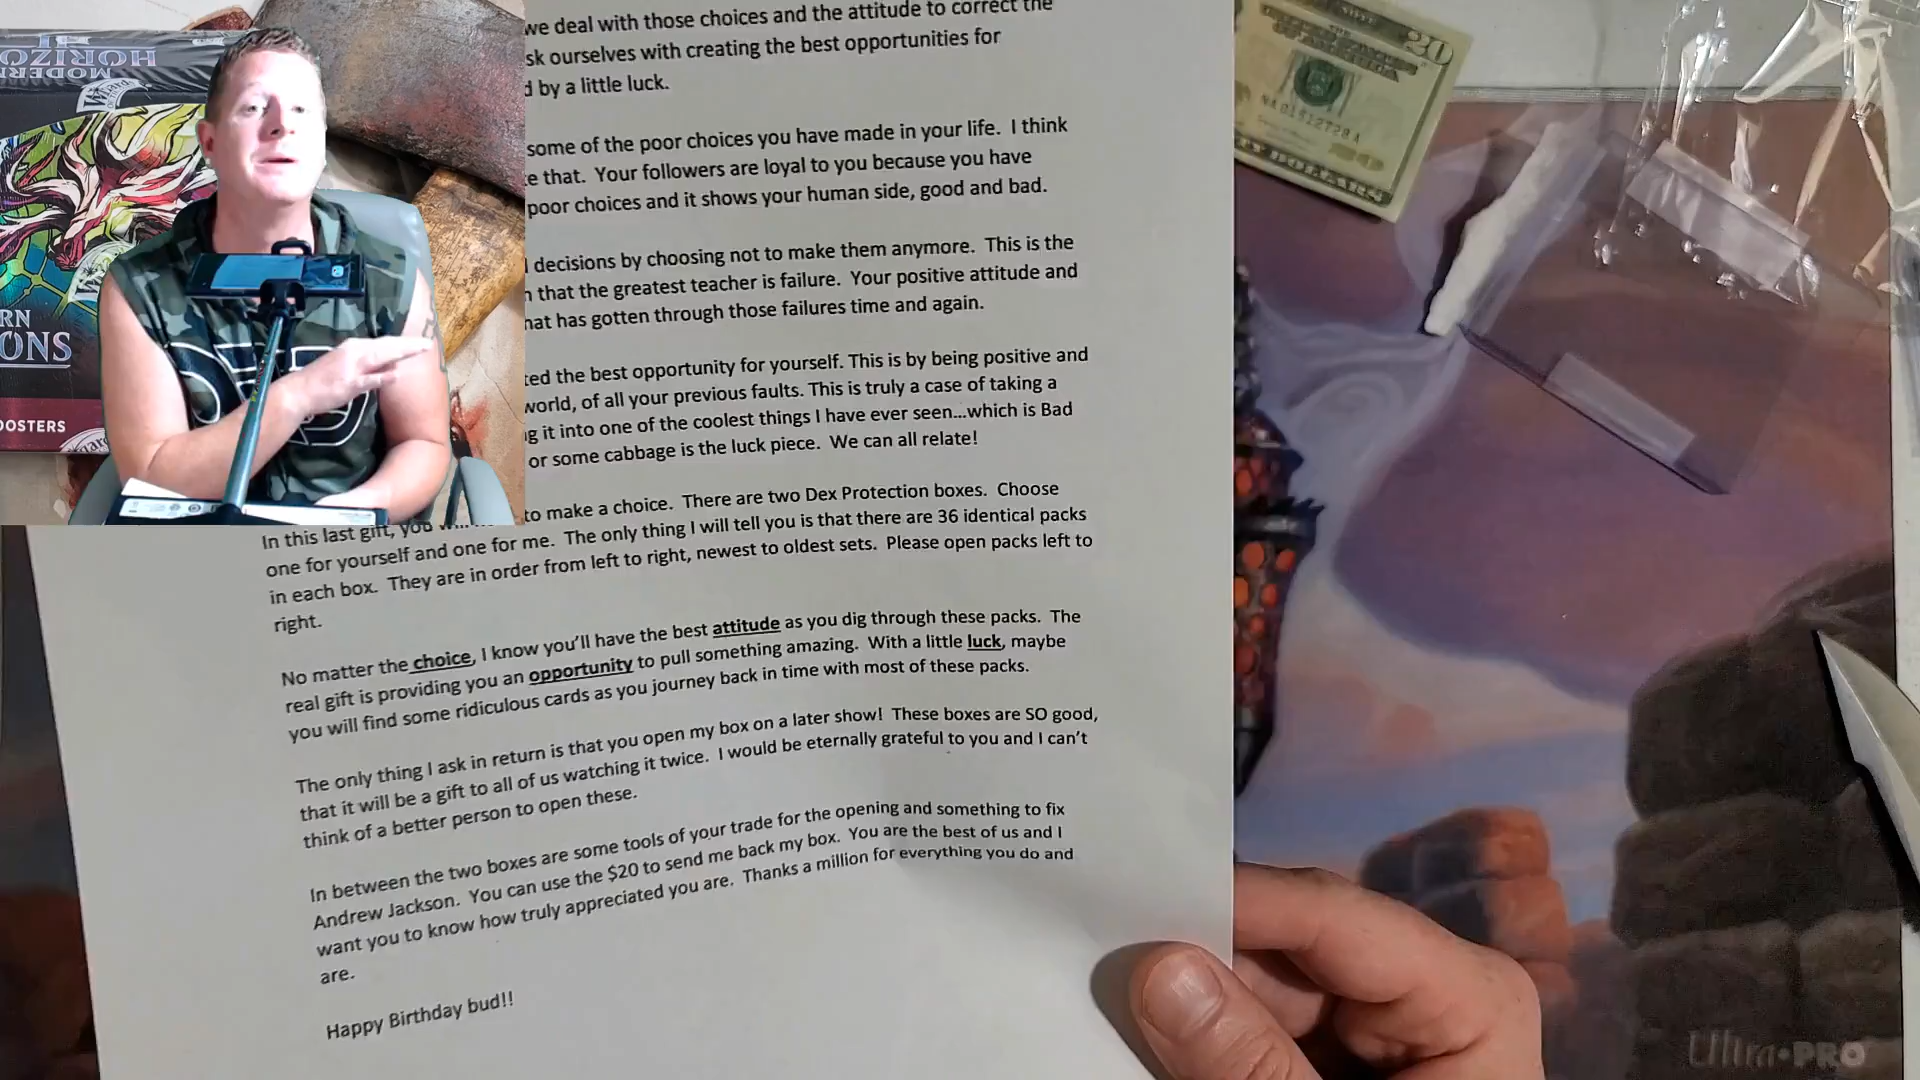 HORIZO
MODERN
Wizards
RN
ONS
OOSTERS
we deal with those choices and the attitude to correct the
sk ourselves with creating the best opportunities for
d by a little luck.
some of the poor choices you have made in your life. I think
e that. Your followers are loyal to you because you have
poor choices and it shows your human side, good and bad.
decisions by choosing not to make them anymore. This is the
that the greatest teacher is failure. Your positive attitude and
hat has gotten through those failures time and again.
ted the best opportunity for yourself. This is by being positive and
world, of all your previous faults. This is truly a case of taking a
g it into one of the coolest things I have ever seen...which is Bad
or some cabbage is the luck piece. We can all relate!
In this last gift, you to make a choice. There are two Dex Protection boxes. Choose
one for yourself and one for me. The only thing I will tell you is that there are 36 identical packs
in each box. They are in order from left to right, newest to oldest sets. Please open packs left to
right.
No matter the choice, I know you'll have the best attitude as you dig through these packs. The
real gift is providing you an opportunity to pull something amazing. With a little luck, maybe
you will find some ridiculous cards as you journey back in time with most of these packs.
The only thing I ask in return is that you open my box on a later show! These boxes are SO good,
that it will be a gift to all of us watching it twice. I would be eternally grateful to you and I can't
think of a better person to open these.
In between the two boxes are some tools of your trade for the opening and something to fix
Andrew Jackson. You can use the $20 to send me back my box. You are the best of us and I
want you to know how truly appreciated you are. Thanks a million for everything you do and
are.
Happy Birthday bud!!
20
OF AMERICA
TY DOLLARS
Ultra•PRO